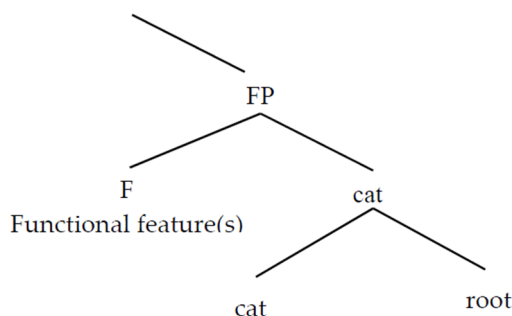 FP
F
cat
Functional feature(s)
cat
root